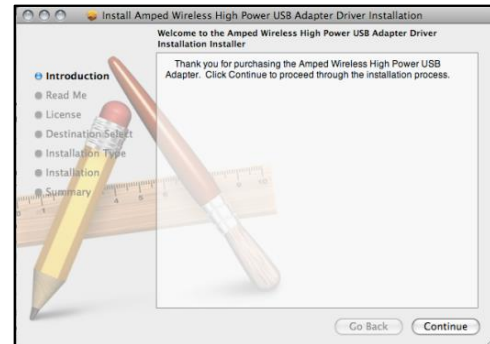 Install Amped Wireless High Power USB Adapter Driver Installation
Welcome to the Amped Wireless High Power USB Adapter Driver
Installation Installer
Thank you for purchasing the Amped Wireless High Power USB
Adapter. Click Continue to proceed through the installation process.
Introduction
Read Me
License
Destination Select
Installation Type
Installation
Summary
Go Back
Continue